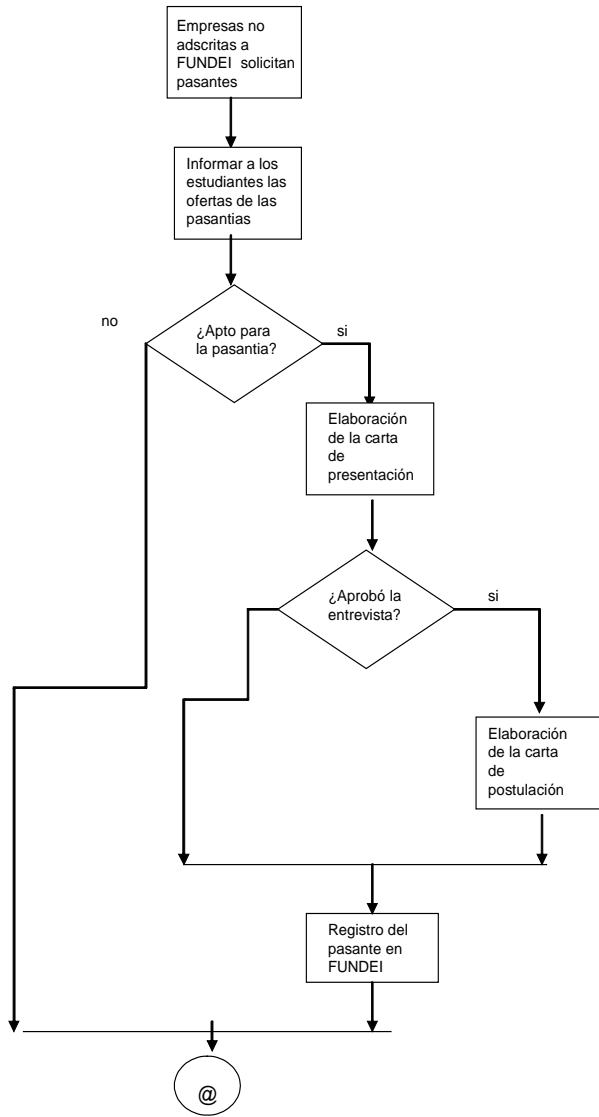 Empresas no
adscritas a
FUNDEI solicitan
pasantes
Informar a los
estudiantes las
ofertas de las
pasantias
no
¿Apto para
la pasantia?
si
Elaboración
de la carta
de
presentación
¿Aprobó la
entrevista?
si
Elaboración
de la carta
de
postulación
Registro del
pasante en
FUNDEI
@